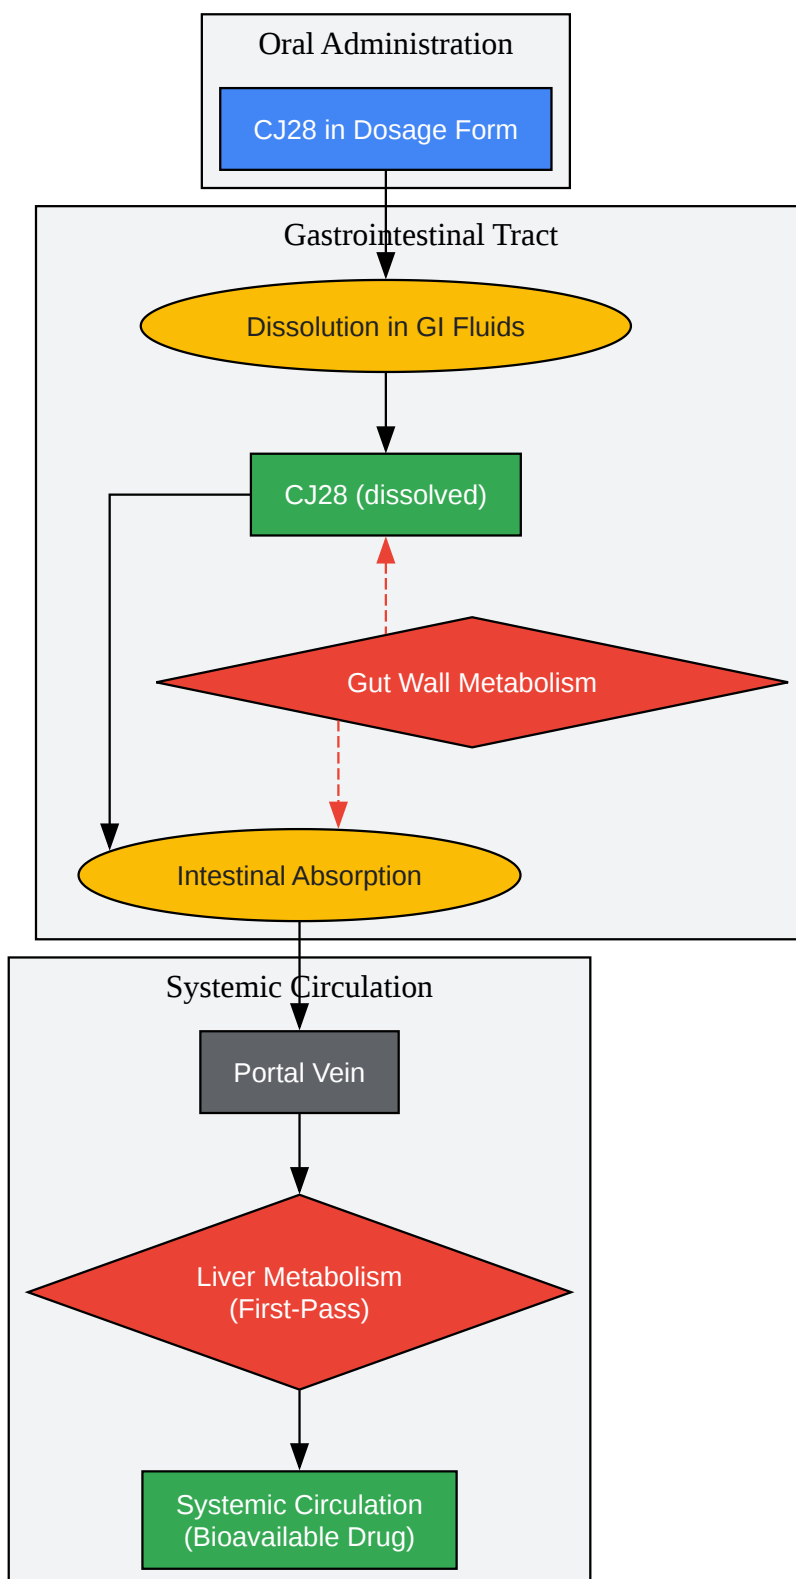 Oral Administration
CJ28 in Dosage Form
Gastrointestinal Tract
Dissolution in GI Fluids
CJ28 (dissolved)
Gut Wall Metabolism
Intestinal Absorption
Systemic Circulation
Portal Vein
Liver Metabolism
(First-Pass)
Systemic Circulation
(Bioavailable Drug)